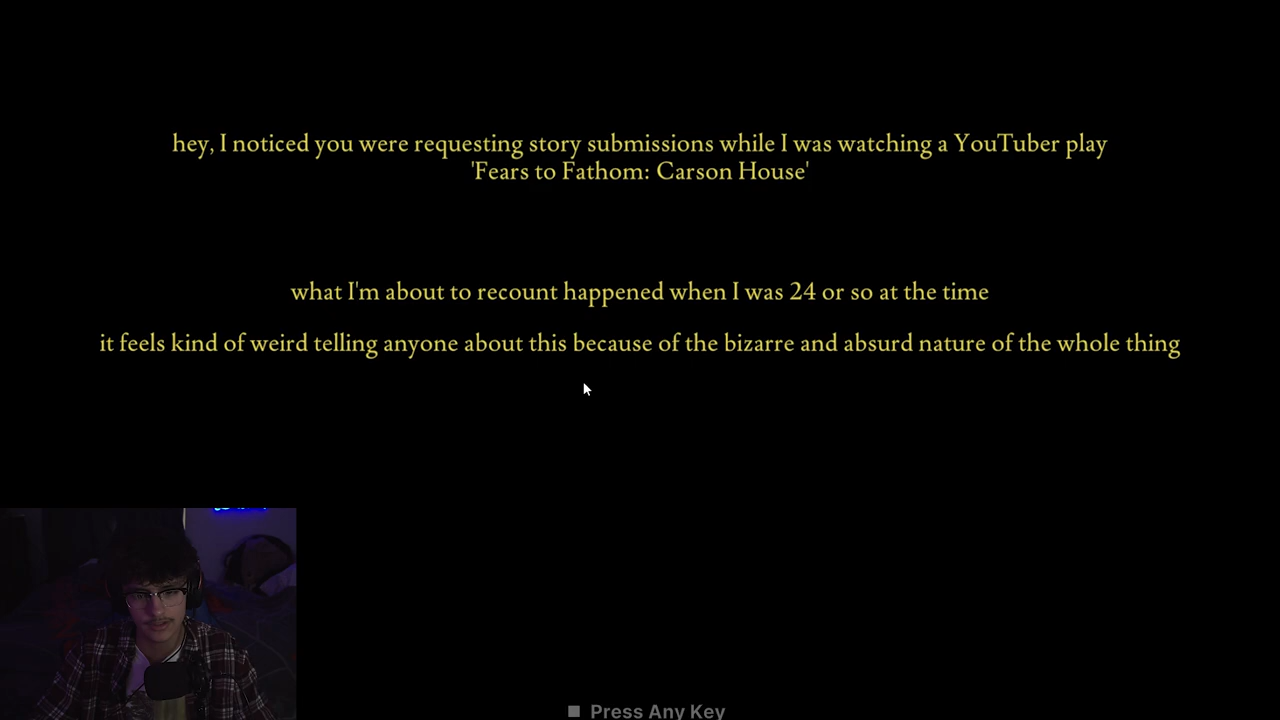 hey, I noticed you were requesting story submissions while I was watching a YouTuber play
'Fears to Fathom: Carson House'
what I'm about to recount happened when I was 24 or so at the time
it feels kind of weird telling anyone about this because of the bizarre and absurd nature of the whole thing
Press Any Key